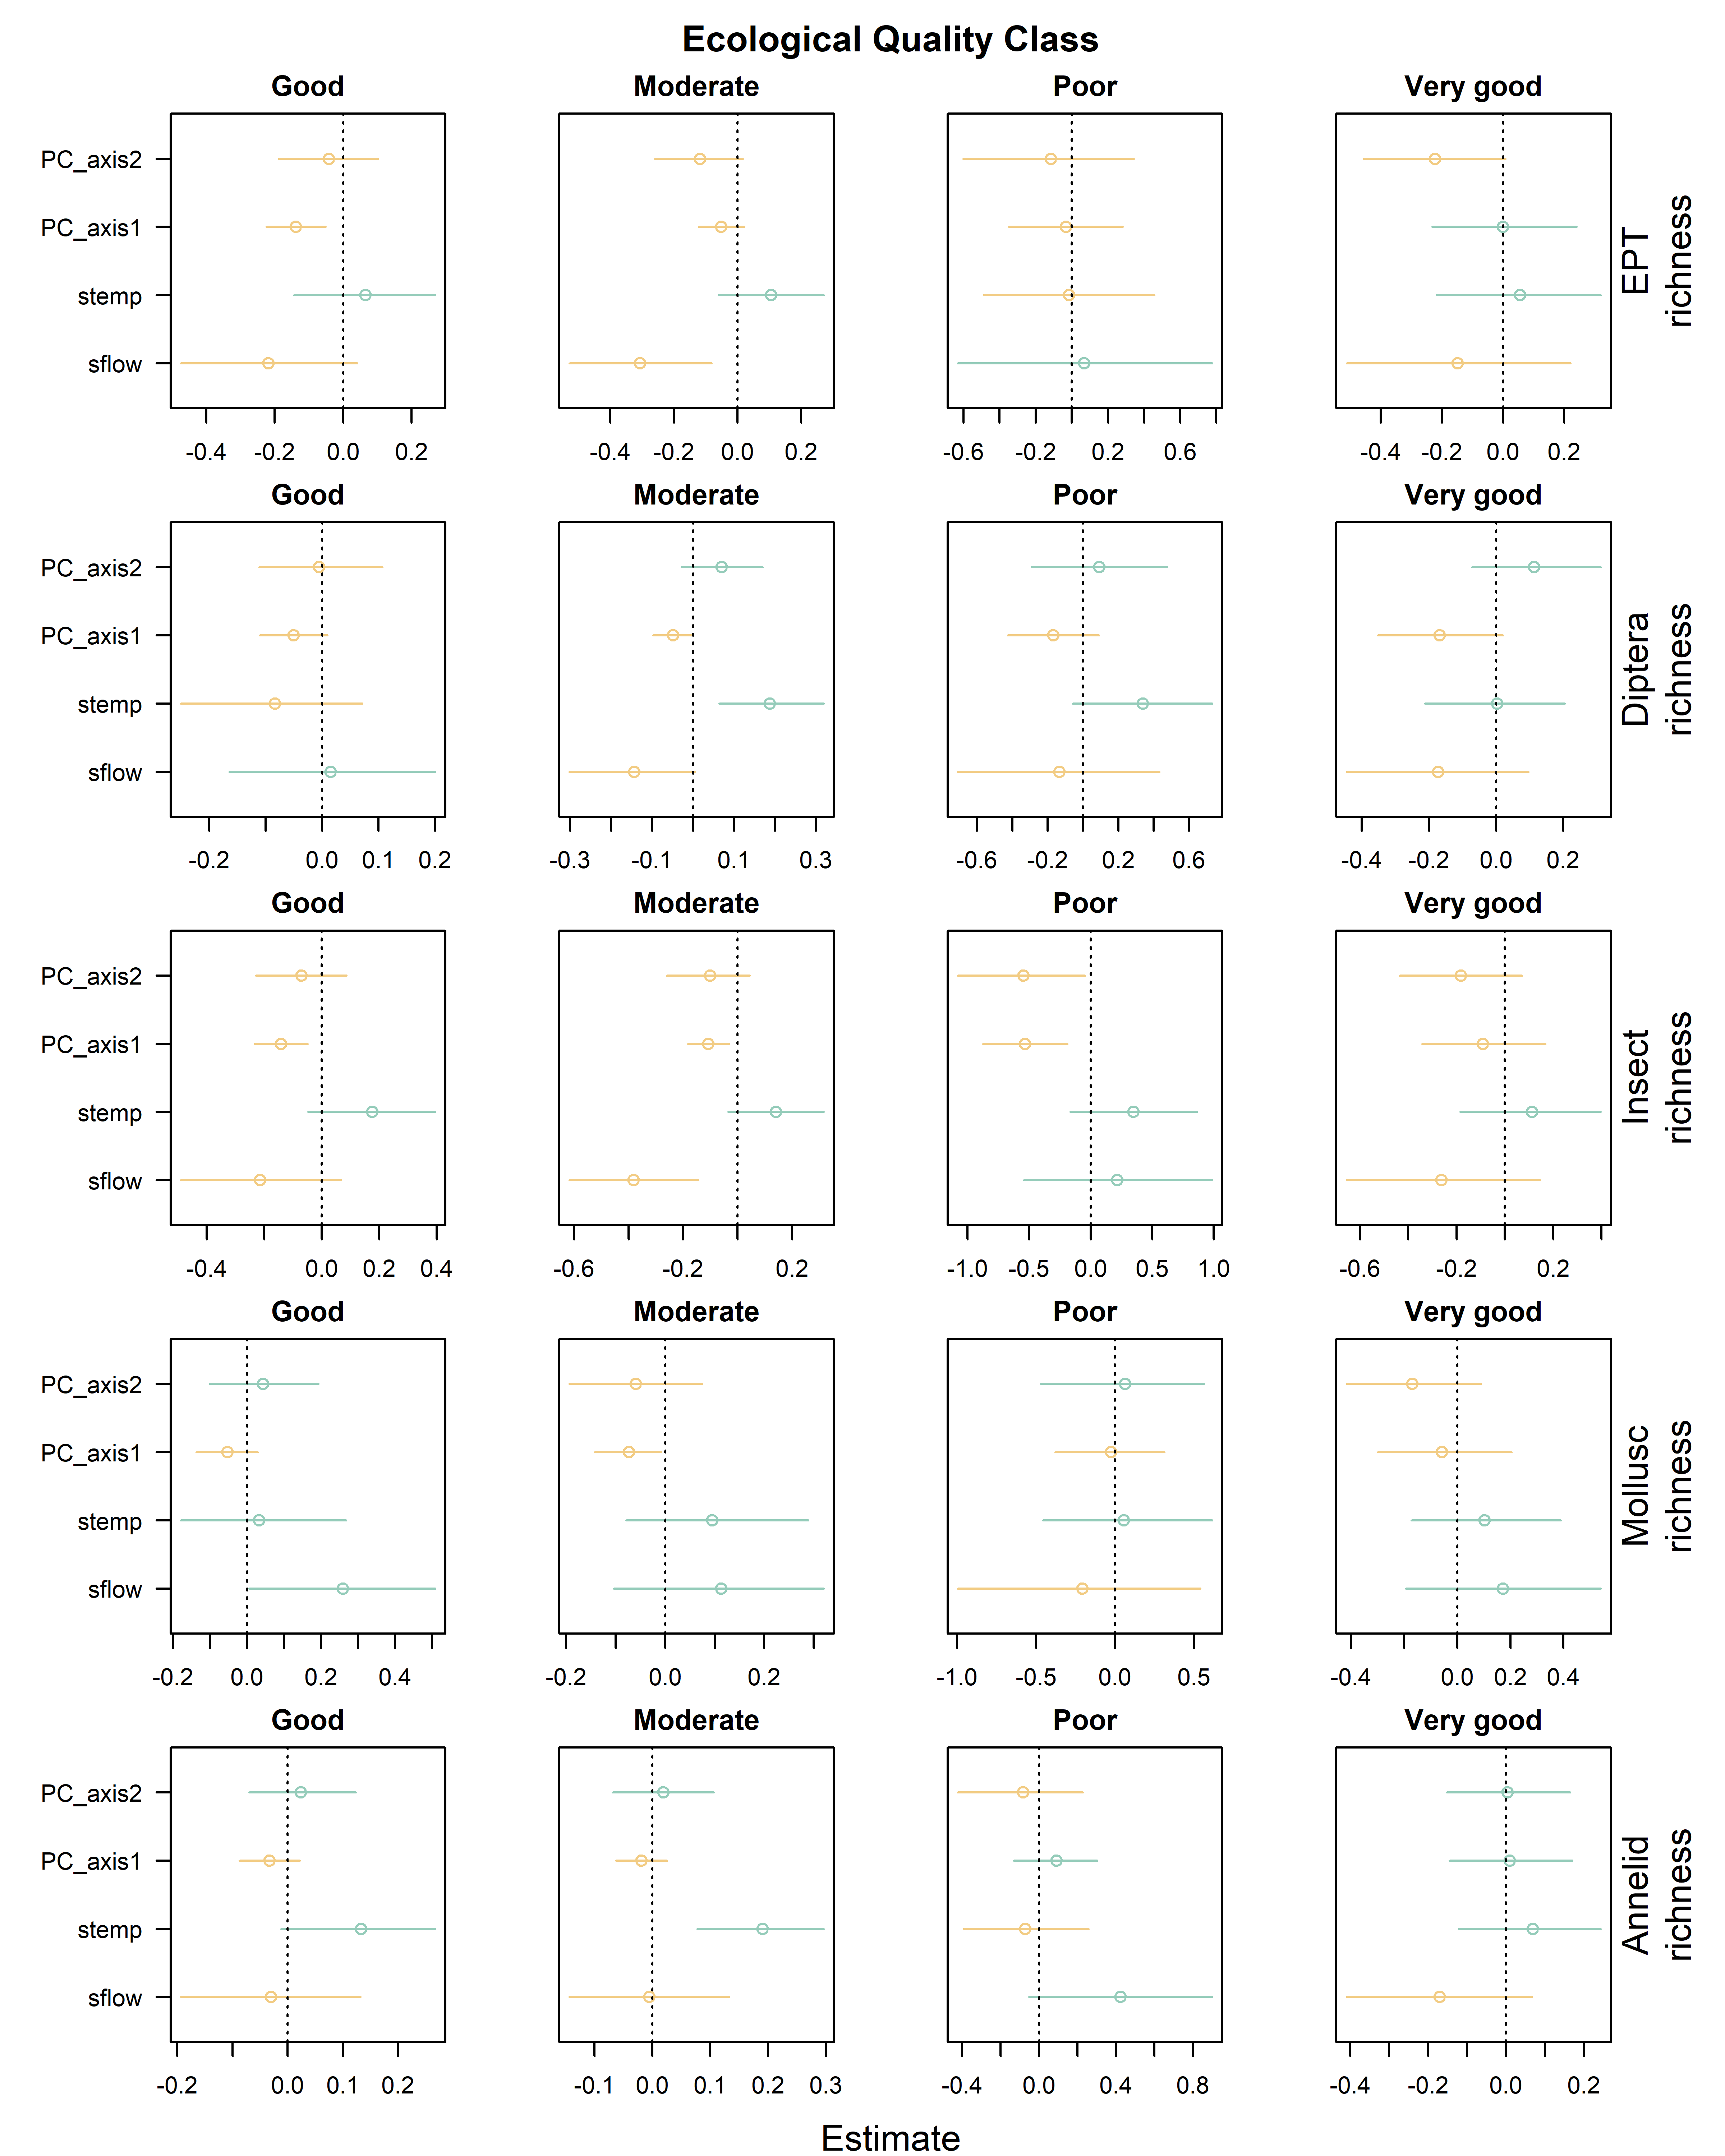 Ecological Quality Class
Good Moderate Poor Very good
PC_axis2
PC_axis1
stemp
sflow
EPT
richness
-0.4 -0.2 0.0 0.2 -0.4 -0.2 0.0 0.2 -0.6 -0.2 0.2 0.6 -0.4 -0.2 0.0 0.2
Good Moderate Poor Very good
PC_axis2
PC_axis1
stemp
sflow
Diptera
richness
-0.2 0.0 0.1 0.2 -0.3 -0.1 0.1 0.3 -0.6 -0.2 0.2 0.6 -0.4 -0.2 0.0 0.2
Good Moderate Poor Very good
PC_axis2
PC_axis1
stemp
sflow
Insect
richness
-0.4 0.0 0.2 0.4 -0.6 -0.2 0.2 -1.0 -0.5 0.0 0.5 1.0 -0.6 -0.2 0.2
Good Moderate Poor Very good
PC_axis2
PC_axis1
stemp
sflow
Mollusc
richness
-0.2 0.0 0.2 0.4 -0.2 0.0 0.2 -1.0 -0.5 0.0 0.5 -0.4 0.0 0.2 0.4
Good Moderate Poor Very good
PC_axis2
PC_axis1
stemp
sflow
Annelid
richness
-0.2 0.0 0.1 0.2 -0.1 0.0 0.1 0.2 0.3 -0.4 0.0 0.4 0.8 -0.4 -0.2 0.0 0.2
Estimate